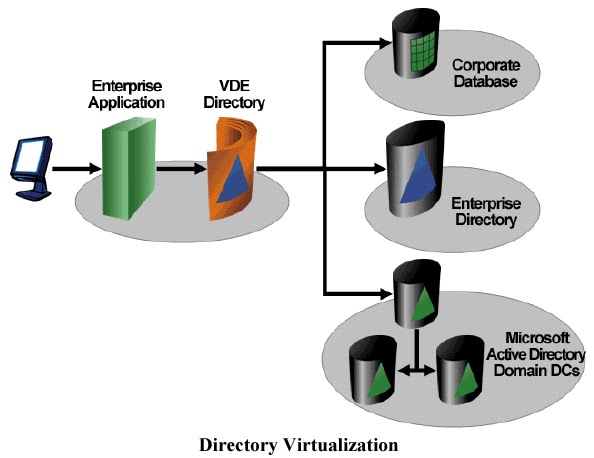 Enterprise
Application
VDE
Directory
Corporate
Database
Enterprise
Directory
Microsoft
Active Directory
Domain DCs
Directory Virtualization